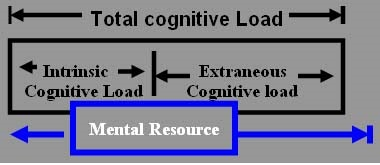 Total cognitive Load
Intrinsic
Cognitive Load
Extraneous
Cognitive load
Mental Resource